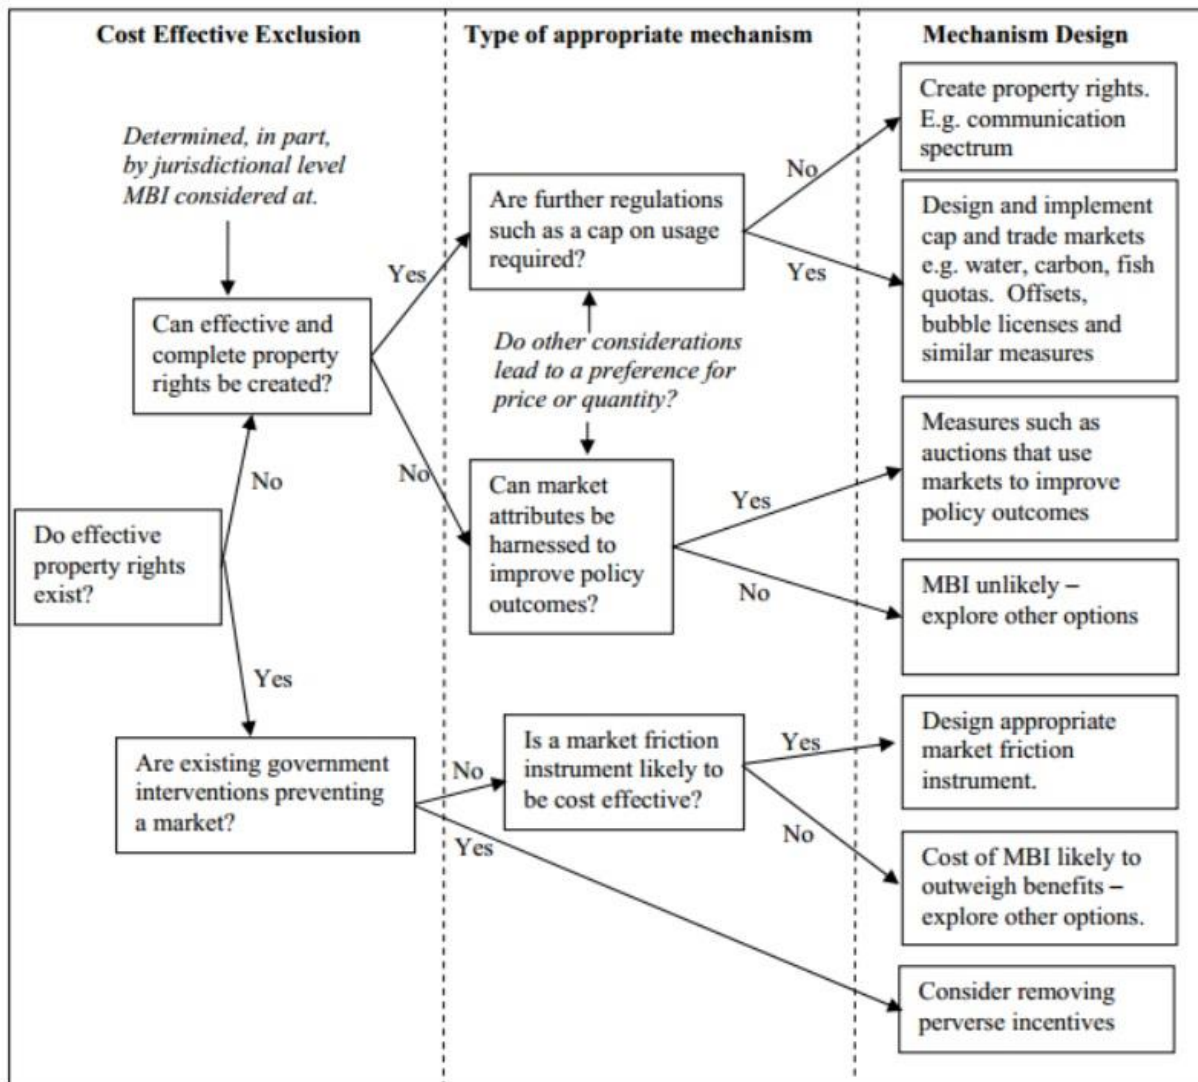 Cost Effective Exclusion
Type of appropriate mechanism
Mechanism Design
Determined, in part,
by jurisdictional level
MBI considered at.
Can effective and
complete property
rights be created?
Yes
No
No
Do effective
property rights
exist?
Yes
Are existing government
interventions preventing
a market?
No
Yes
Are further regulations
such as a cap on usage
required?
No
Yes
Do other considerations
lead to a preference for
price or quantity?
Can market
attributes be
harnessed to
improve policy
outcomes?
Yes
No
Is a market friction
instrument likely to
be cost effective?
Yes
No
Create property rights.
E.g. communication
spectrum
Design and implement
cap and trade markets
e.g. water, carbon, fish
quotas.  Offsets,
bubble licenses and
similar measures
Measures such as
auctions that use
markets to improve
policy outcomes
MBI unlikely –
explore other options
Design appropriate
market friction
instrument.
Cost of MBI likely to
outweigh benefits –
explore other options.
Consider removing
perverse incentives